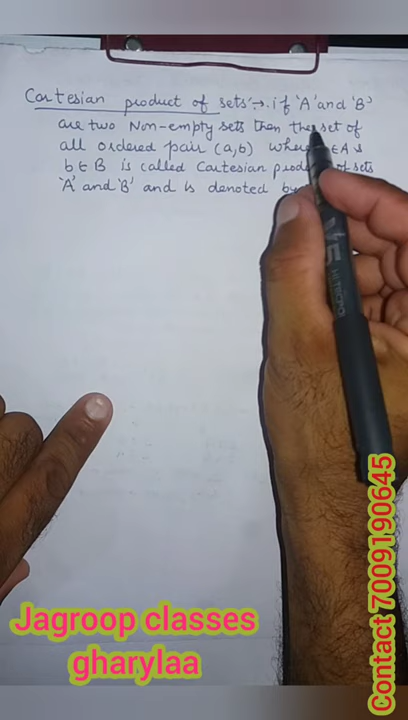 Cartesian product of sets :→ if 'A' and 'B'
are two Non-empty sets then the set of
all ordered pair (a,b) where ∈ A &
b ∈ B is called Cartesian of sets
'A' and 'B' and is denoted by
Jagroop classes
gharylaa
Contact 7009190645